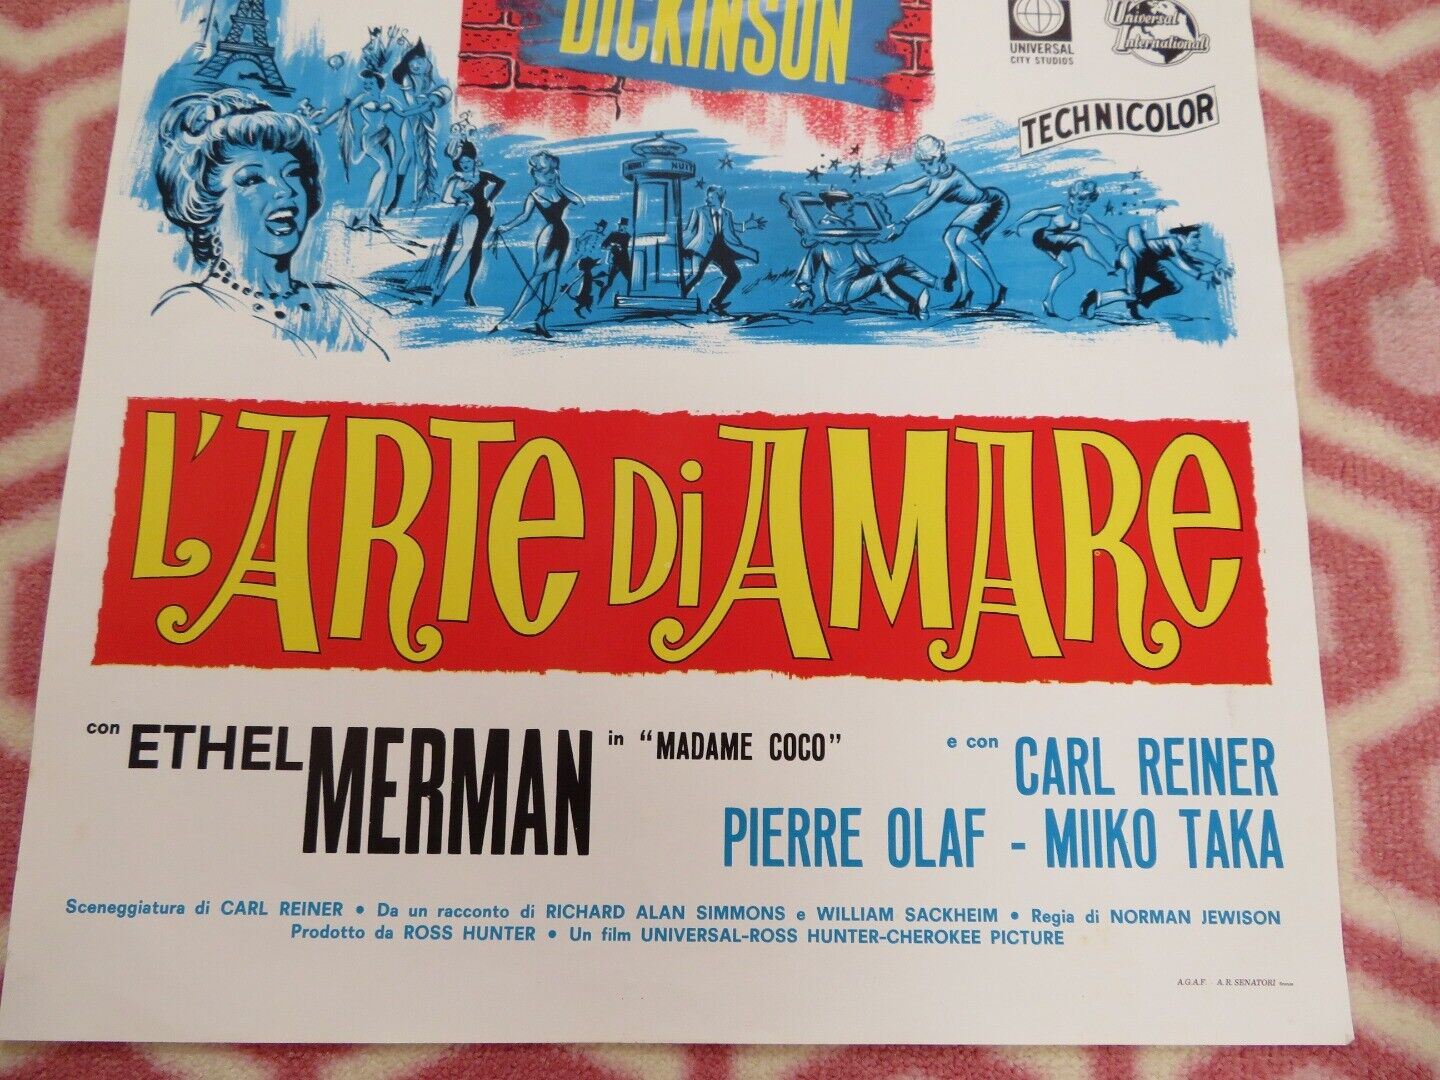 DICKINSON
UNIVERSAL
CITY STUDIOS
Universal
International
TECHNICOLOR
NUIT
L'ARTE Di AMARE
con ETHEL MERMAN in "MADAME COCO"
e con CARL REINER
PIERRE OLAF - MIIKO TAKA
Sceneggiatura di CARL REINER • Da un racconto di RICHARD ALAN SIMMONS e WILLIAM SACKHEIM • Regia di NORMAN JEWISON
Prodotto da ROSS HUNTER • Un film UNIVERSAL-ROSS HUNTER-CHEROKEE PICTURE
A.G.A.F. - A. R. SENATORI